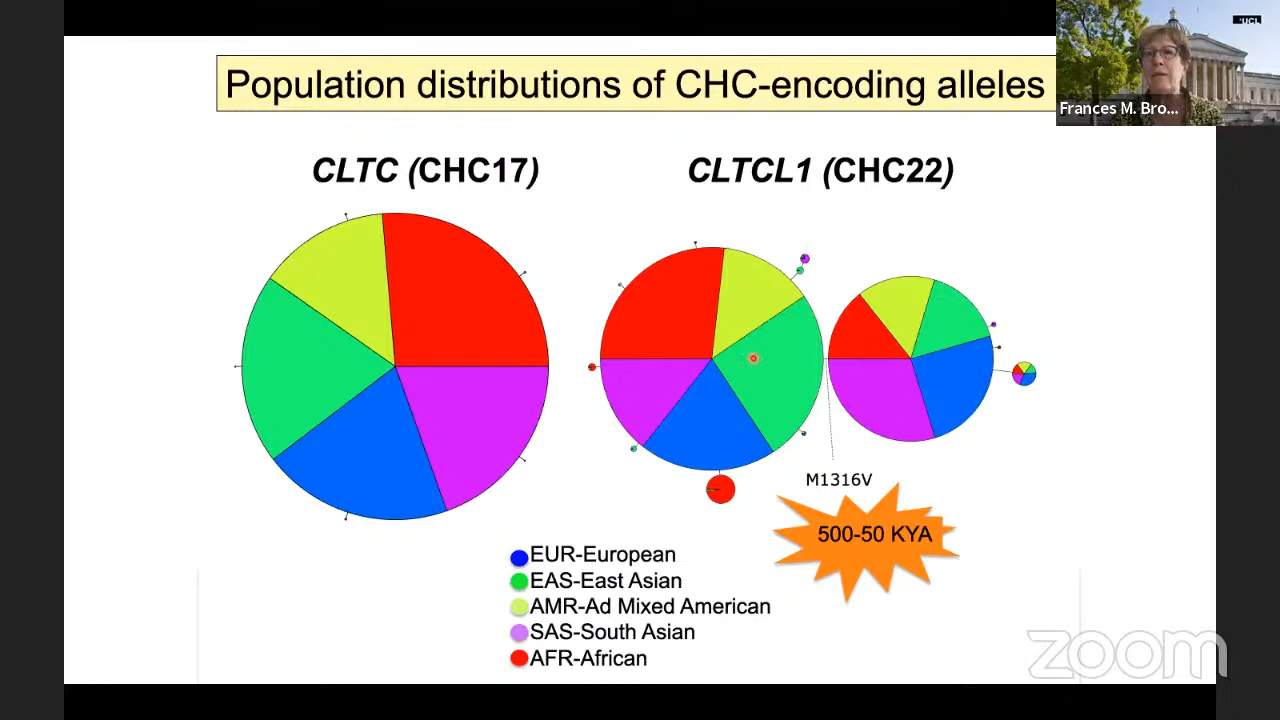 Population distributions of CHC-encoding alleles
UCL
Frances M. Bro...
CLTC (CHC17)
CLTCL1 (CHC22)
M1316V
500-50 KYA
EUR-European
EAS-East Asian
AMR-Ad Mixed American
SAS-South Asian
AFR-African
zoom